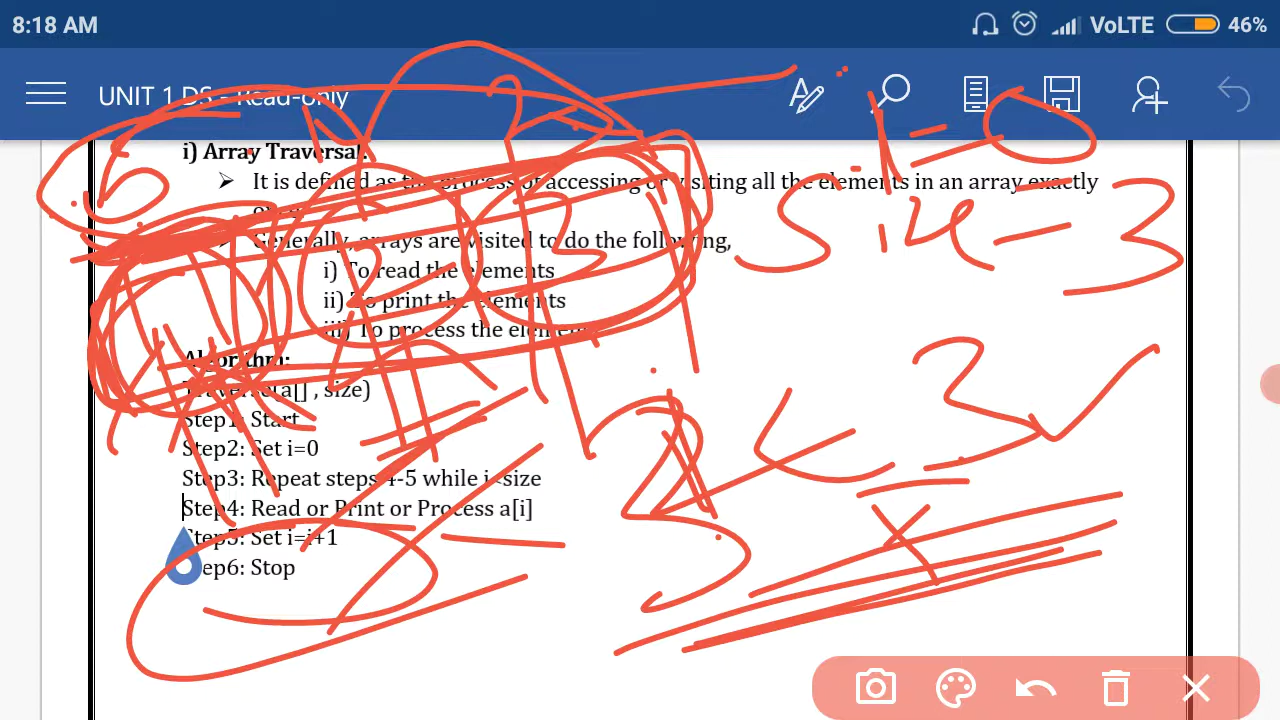 8:18 AM VoLTE 46%
UNIT 1 DS - Read-only
i) Array Traversal:
It is defined as the process of accessing or visiting all the elements in an array exactly
Generally, arrays are visited to do the following,
i) To read the elements
ii) To print the elements
iii) To process the elements
Algorithm:
Traverse(a[] , size)
Step1: Start
Step2: Set i=0
Step3: Repeat steps 4-5 while i<size
Step4: Read or Print or Process a[i]
Step5: Set i=i+1
Step6: Stop
i=0
size=3
1 2 3